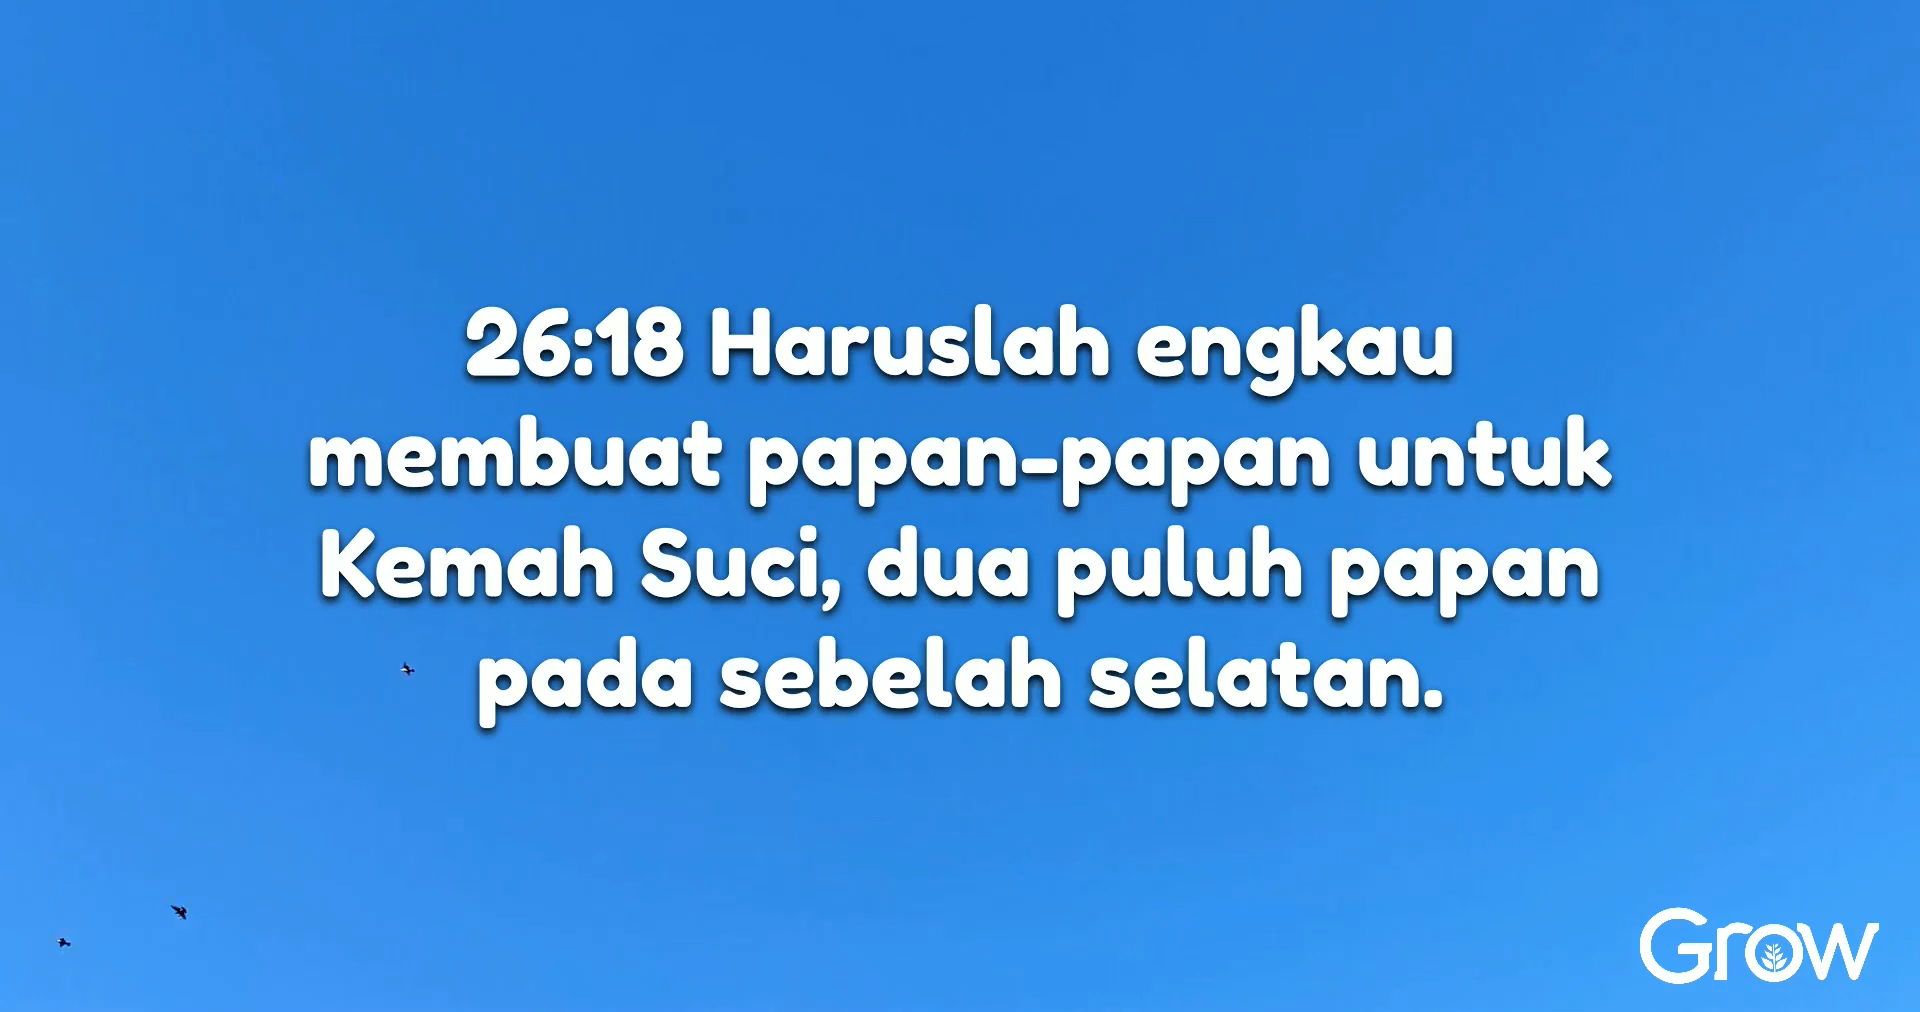 26:18 Haruslah engkau
membuat papan-papan untuk
Kemah Suci, dua puluh papan
pada sebelah selatan.
Grow